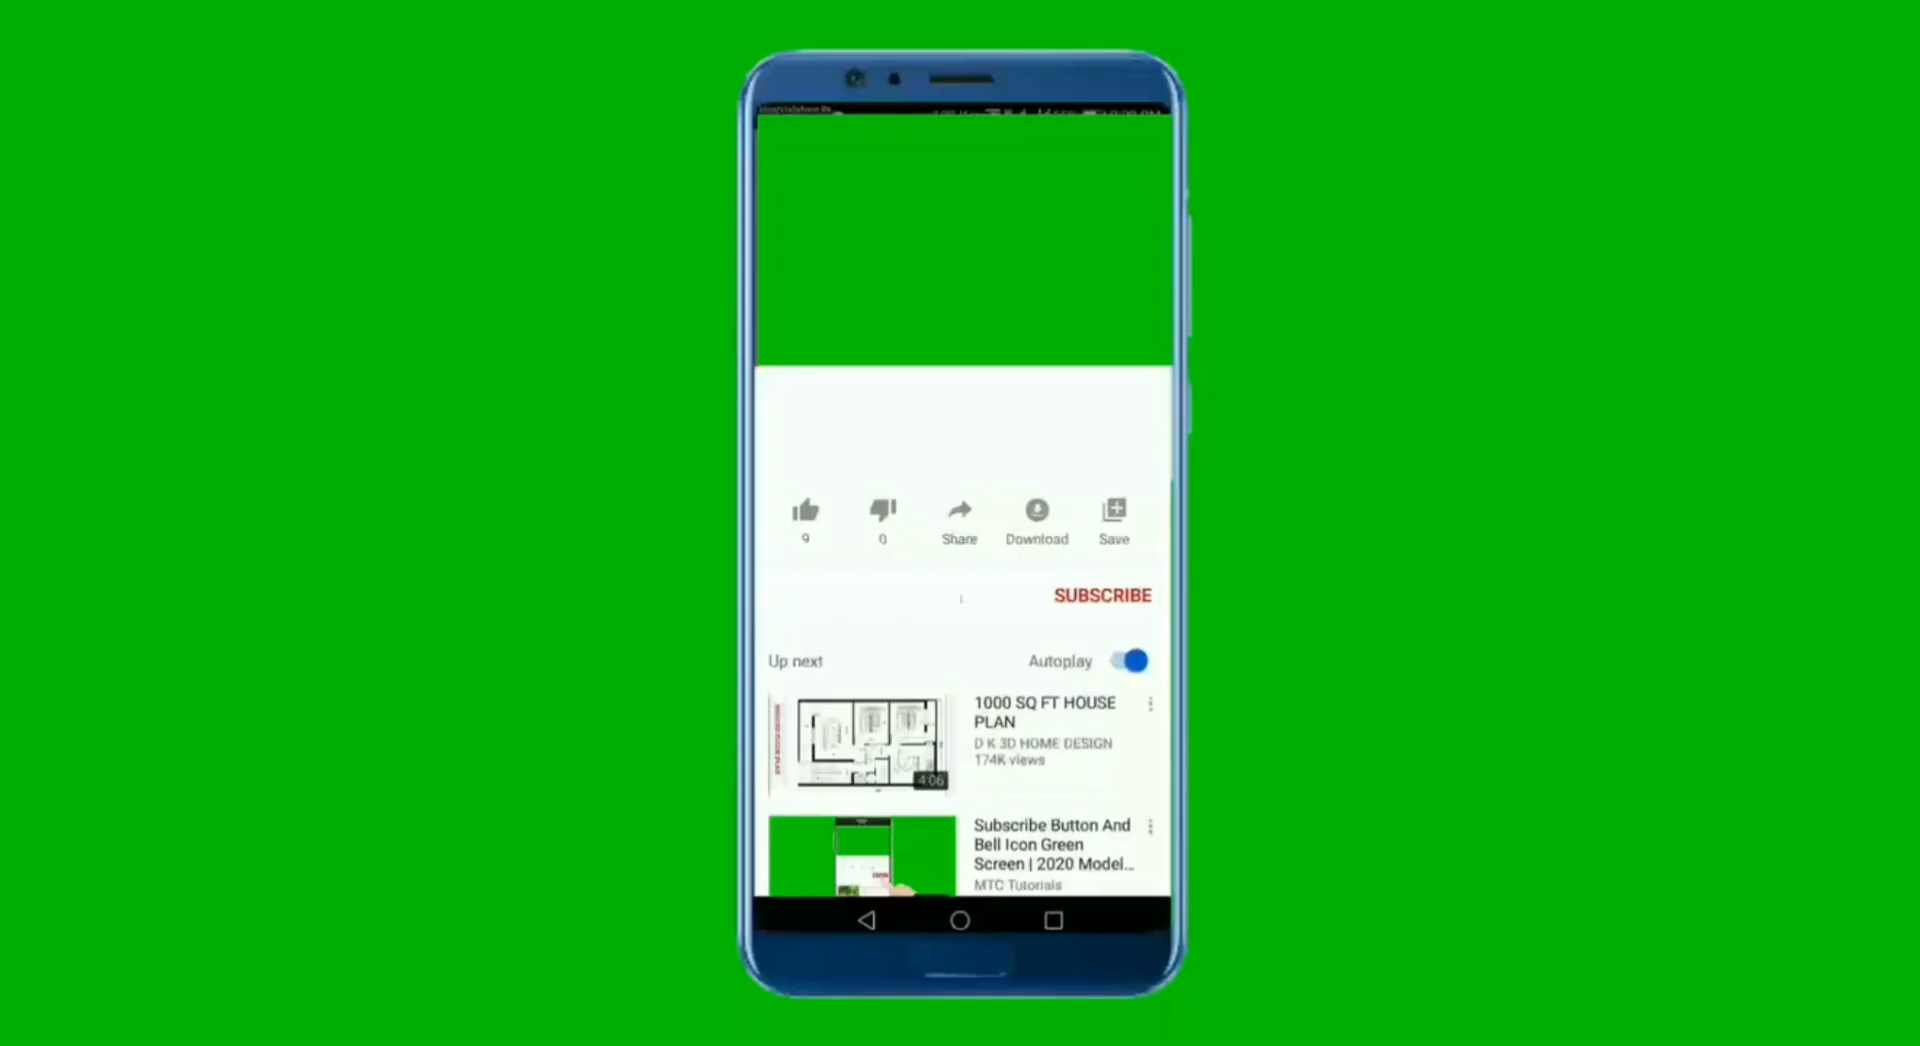 9
0
Share
Download
Save
SUBSCRIBE
Up next
Autoplay
1000 SQ FT HOUSE
PLAN
D K 3D HOME DESIGN
174K views
4:06
Subscribe Button And
Bell Icon Green
Screen | 2020 Model...
MTC Tutorials